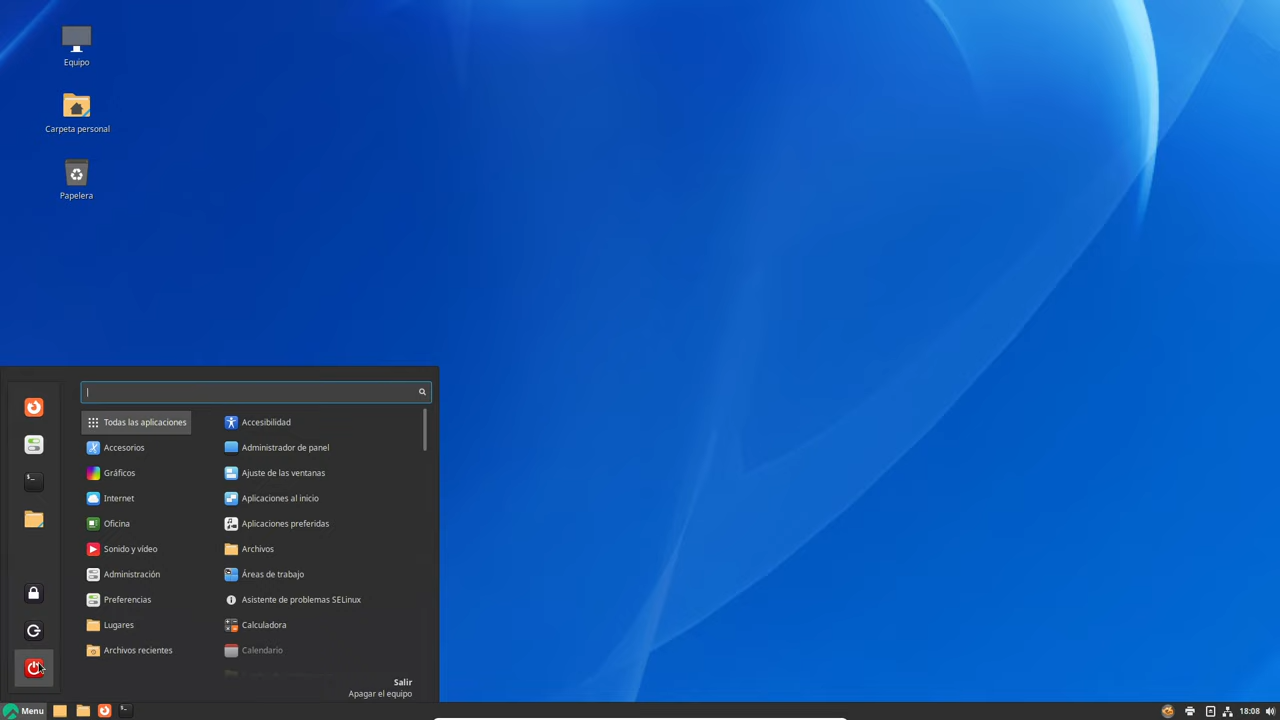 Equipo
Carpeta personal
Papelera
Todas las aplicaciones
Accesorios
Gráficos
Internet
Oficina
Sonido y vídeo
Administración
Preferencias
Lugares
Archivos recientes
Accesibilidad
Administrador de panel
Ajuste de las ventanas
Aplicaciones al inicio
Aplicaciones preferidas
Archivos
Áreas de trabajo
Asistente de problemas SELinux
Calculadora
Calendario
Salir
Apagar el equipo
Menu
18:08